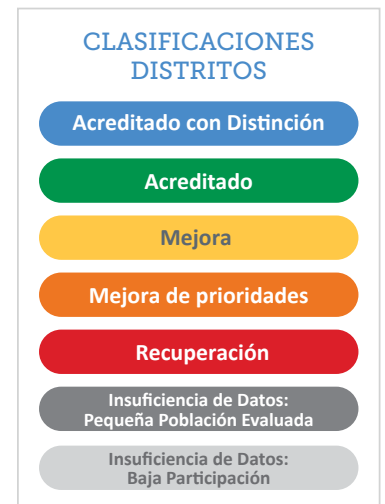 CLASIFICACIONES
DISTRITOS
Acreditado con Distinción
Acreditado
Mejora
Mejora de prioridades
Recuperación
Insuficiencia de Datos:
Pequeña Población Evaluada
Insuficiencia de Datos:
Baja Participación